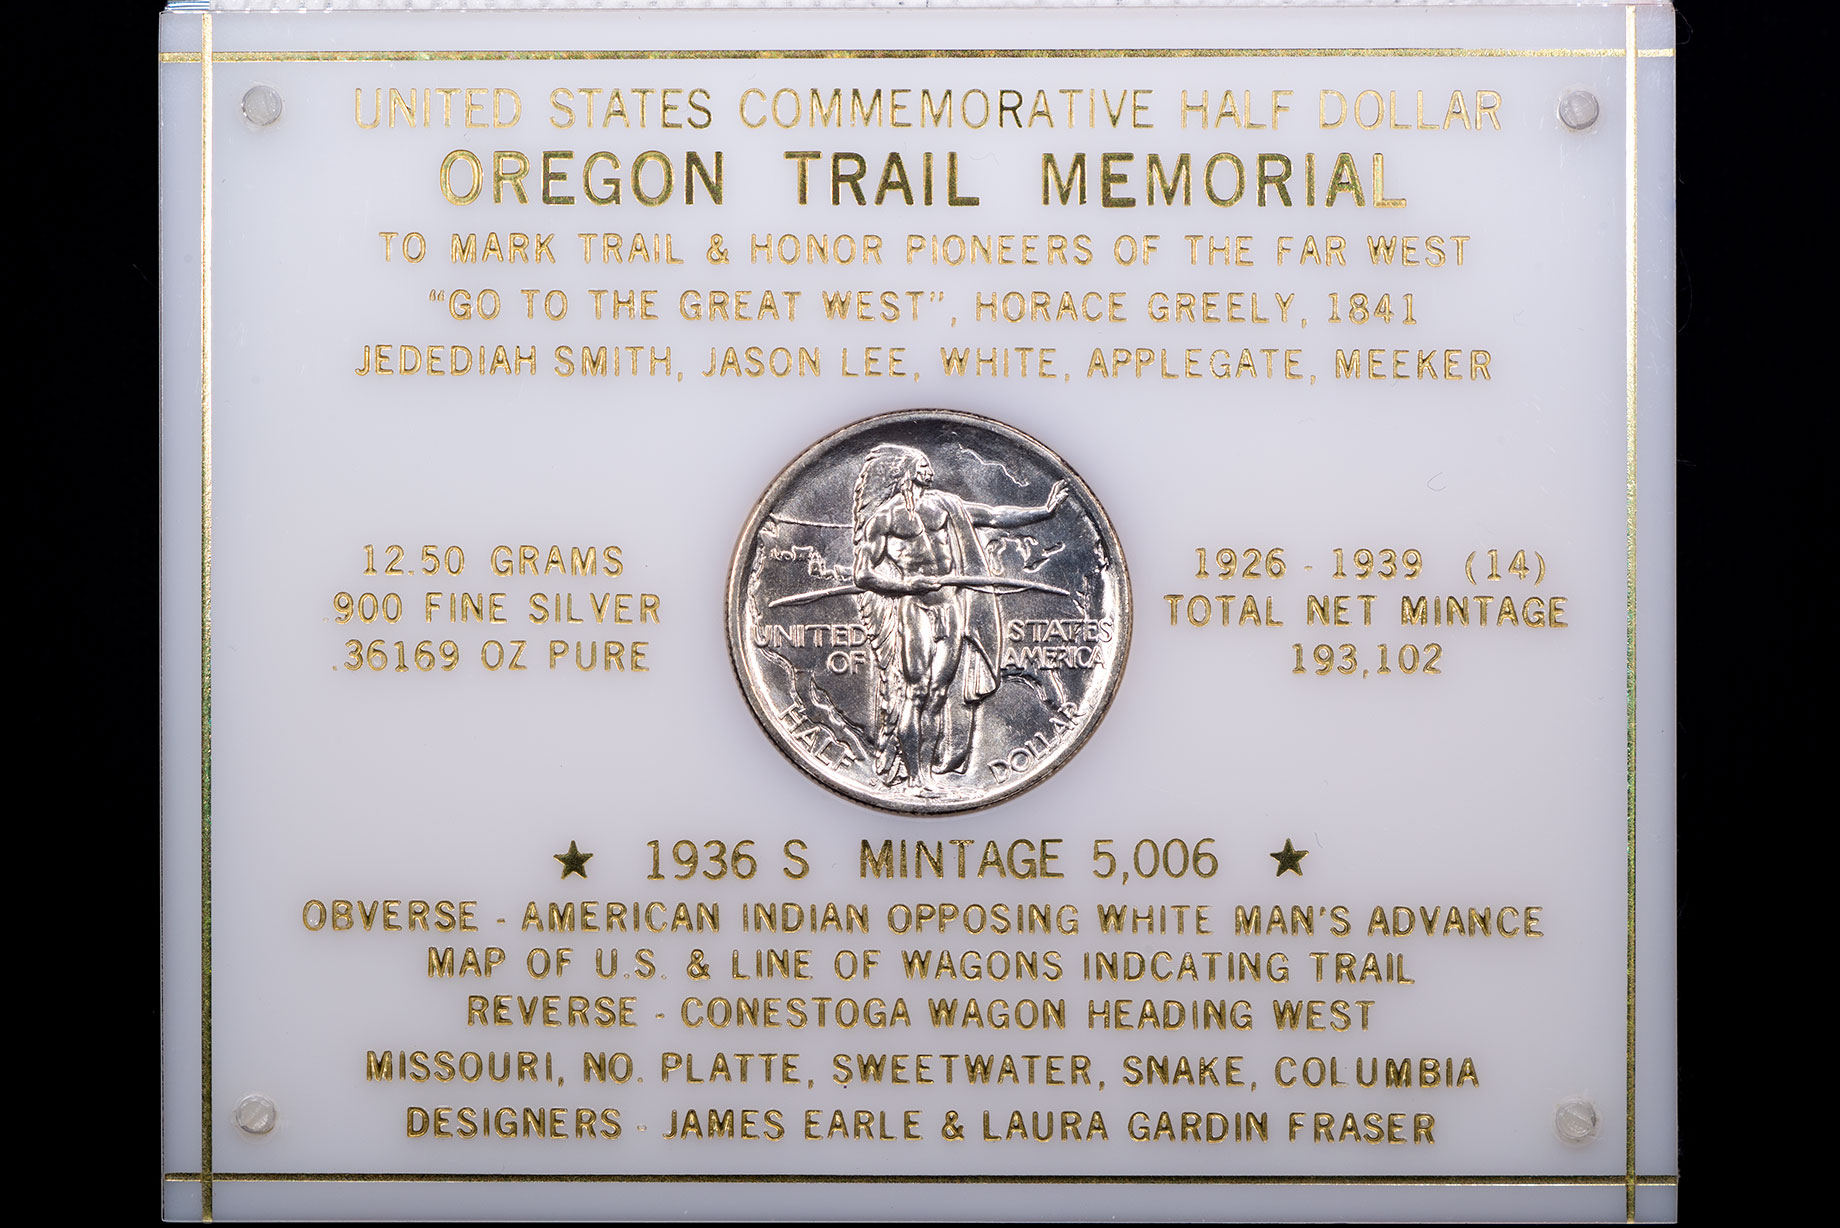 UNITED STATES COMMEMORATIVE HALF DOLLAR
OREGON TRAIL MEMORIAL
TO MARK TRAIL & HONOR PIONEERS OF THE FAR WEST
"GO TO THE GREAT WEST", HORACE GREELY, 1841
JEDEDIAH SMITH, JASON LEE, WHITE, APPLEGATE, MEEKER
12.50 GRAMS
.900 FINE SILVER
.36169 OZ PURE
UNITED STATES
OF AMERICA
HALF DOLLAR
1926 - 1939 (14)
TOTAL NET MINTAGE
193,102
★ 1936 S MINTAGE 5,006 ★
OBVERSE - AMERICAN INDIAN OPPOSING WHITE MAN'S ADVANCE
MAP OF U.S. & LINE OF WAGONS INDCATING TRAIL
REVERSE - CONESTOGA WAGON HEADING WEST
MISSOURI, NO. PLATTE, SWEETWATER, SNAKE, COLUMBIA
DESIGNERS - JAMES EARLE & LAURA GARDIN FRASER